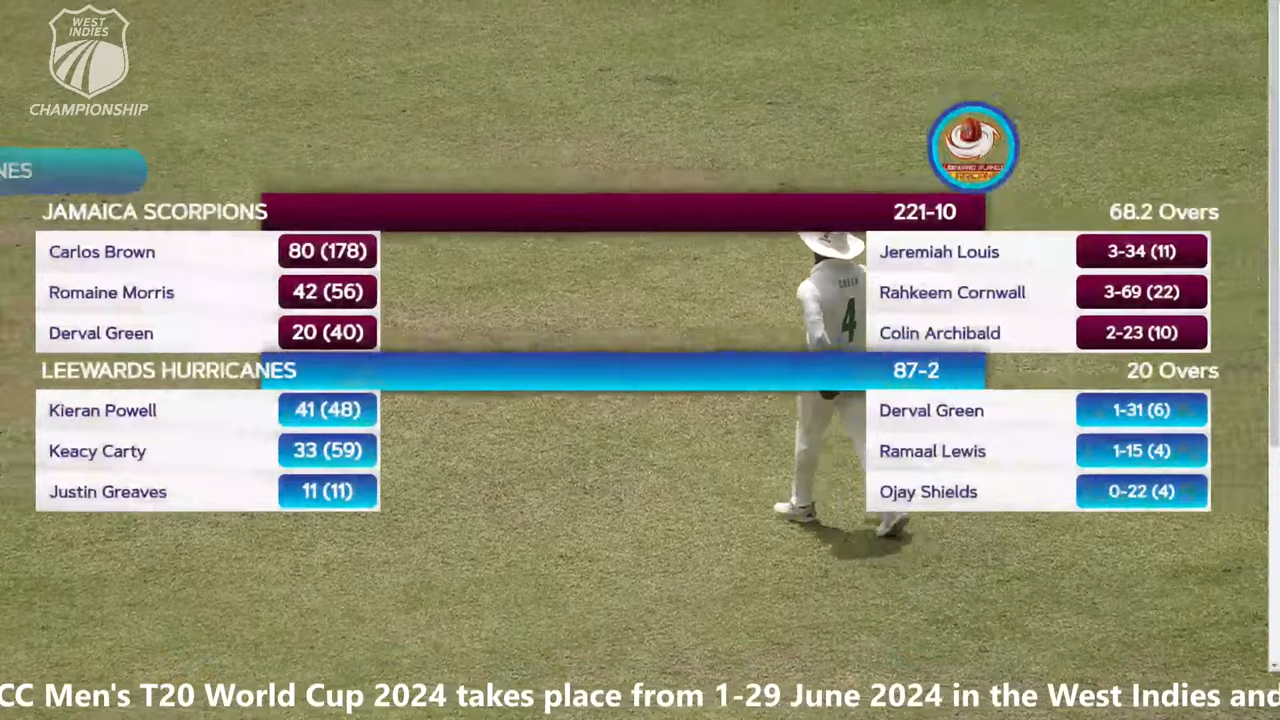 WEST
INDIES
CHAMPIONSHIP
NES
JAMAICA SCORPIONS 221-10 68.2 Overs
Carlos Brown 80 (178) Jeremiah Louis 3-34 (11)
Romaine Morris 42 (56) Rahkeem Cornwall 3-69 (22)
Derval Green 20 (40) Colin Archibald 2-23 (10)
GREEN
4
LEEWARDS HURRICANES 87-2 20 Overs
Kieran Powell 41 (48) Derval Green 1-31 (6)
Keacy Carty 33 (59) Ramaal Lewis 1-15 (4)
Justin Greaves 11 (11) Ojay Shields 0-22 (4)
CC Men's T20 World Cup 2024 takes place from 1-29 June 2024 in the West Indies and